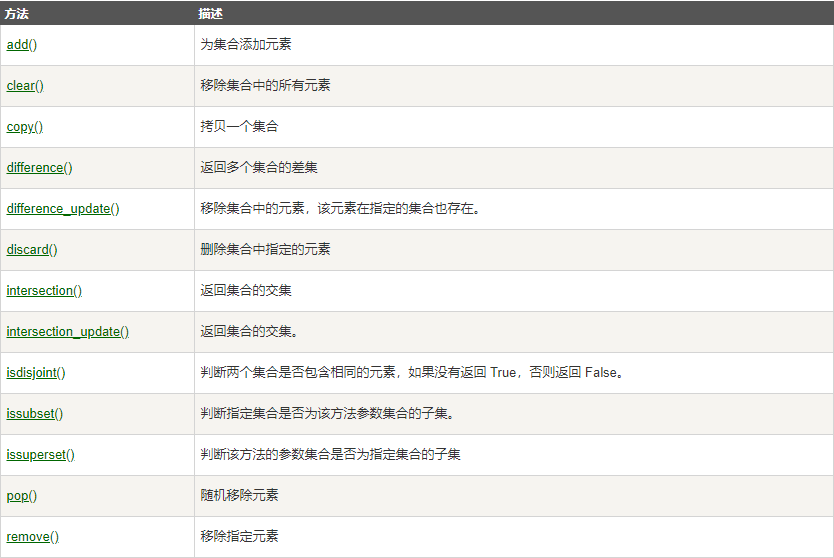 方法 描述
add() 为集合添加元素
clear() 移除集合中的所有元素
copy() 拷贝一个集合
difference() 返回多个集合的差集
difference_update() 移除集合中的元素，该元素在指定的集合也存在。
discard() 删除集合中指定的元素
intersection() 返回集合的交集
intersection_update() 返回集合的交集。
isdisjoint() 判断两个集合是否包含相同的元素，如果没有返回 True，否则返回 False。
issubset() 判断指定集合是否为该方法参数集合的子集。
issuperset() 判断该方法的参数集合是否为指定集合的子集
pop() 随机移除元素
remove() 移除指定元素